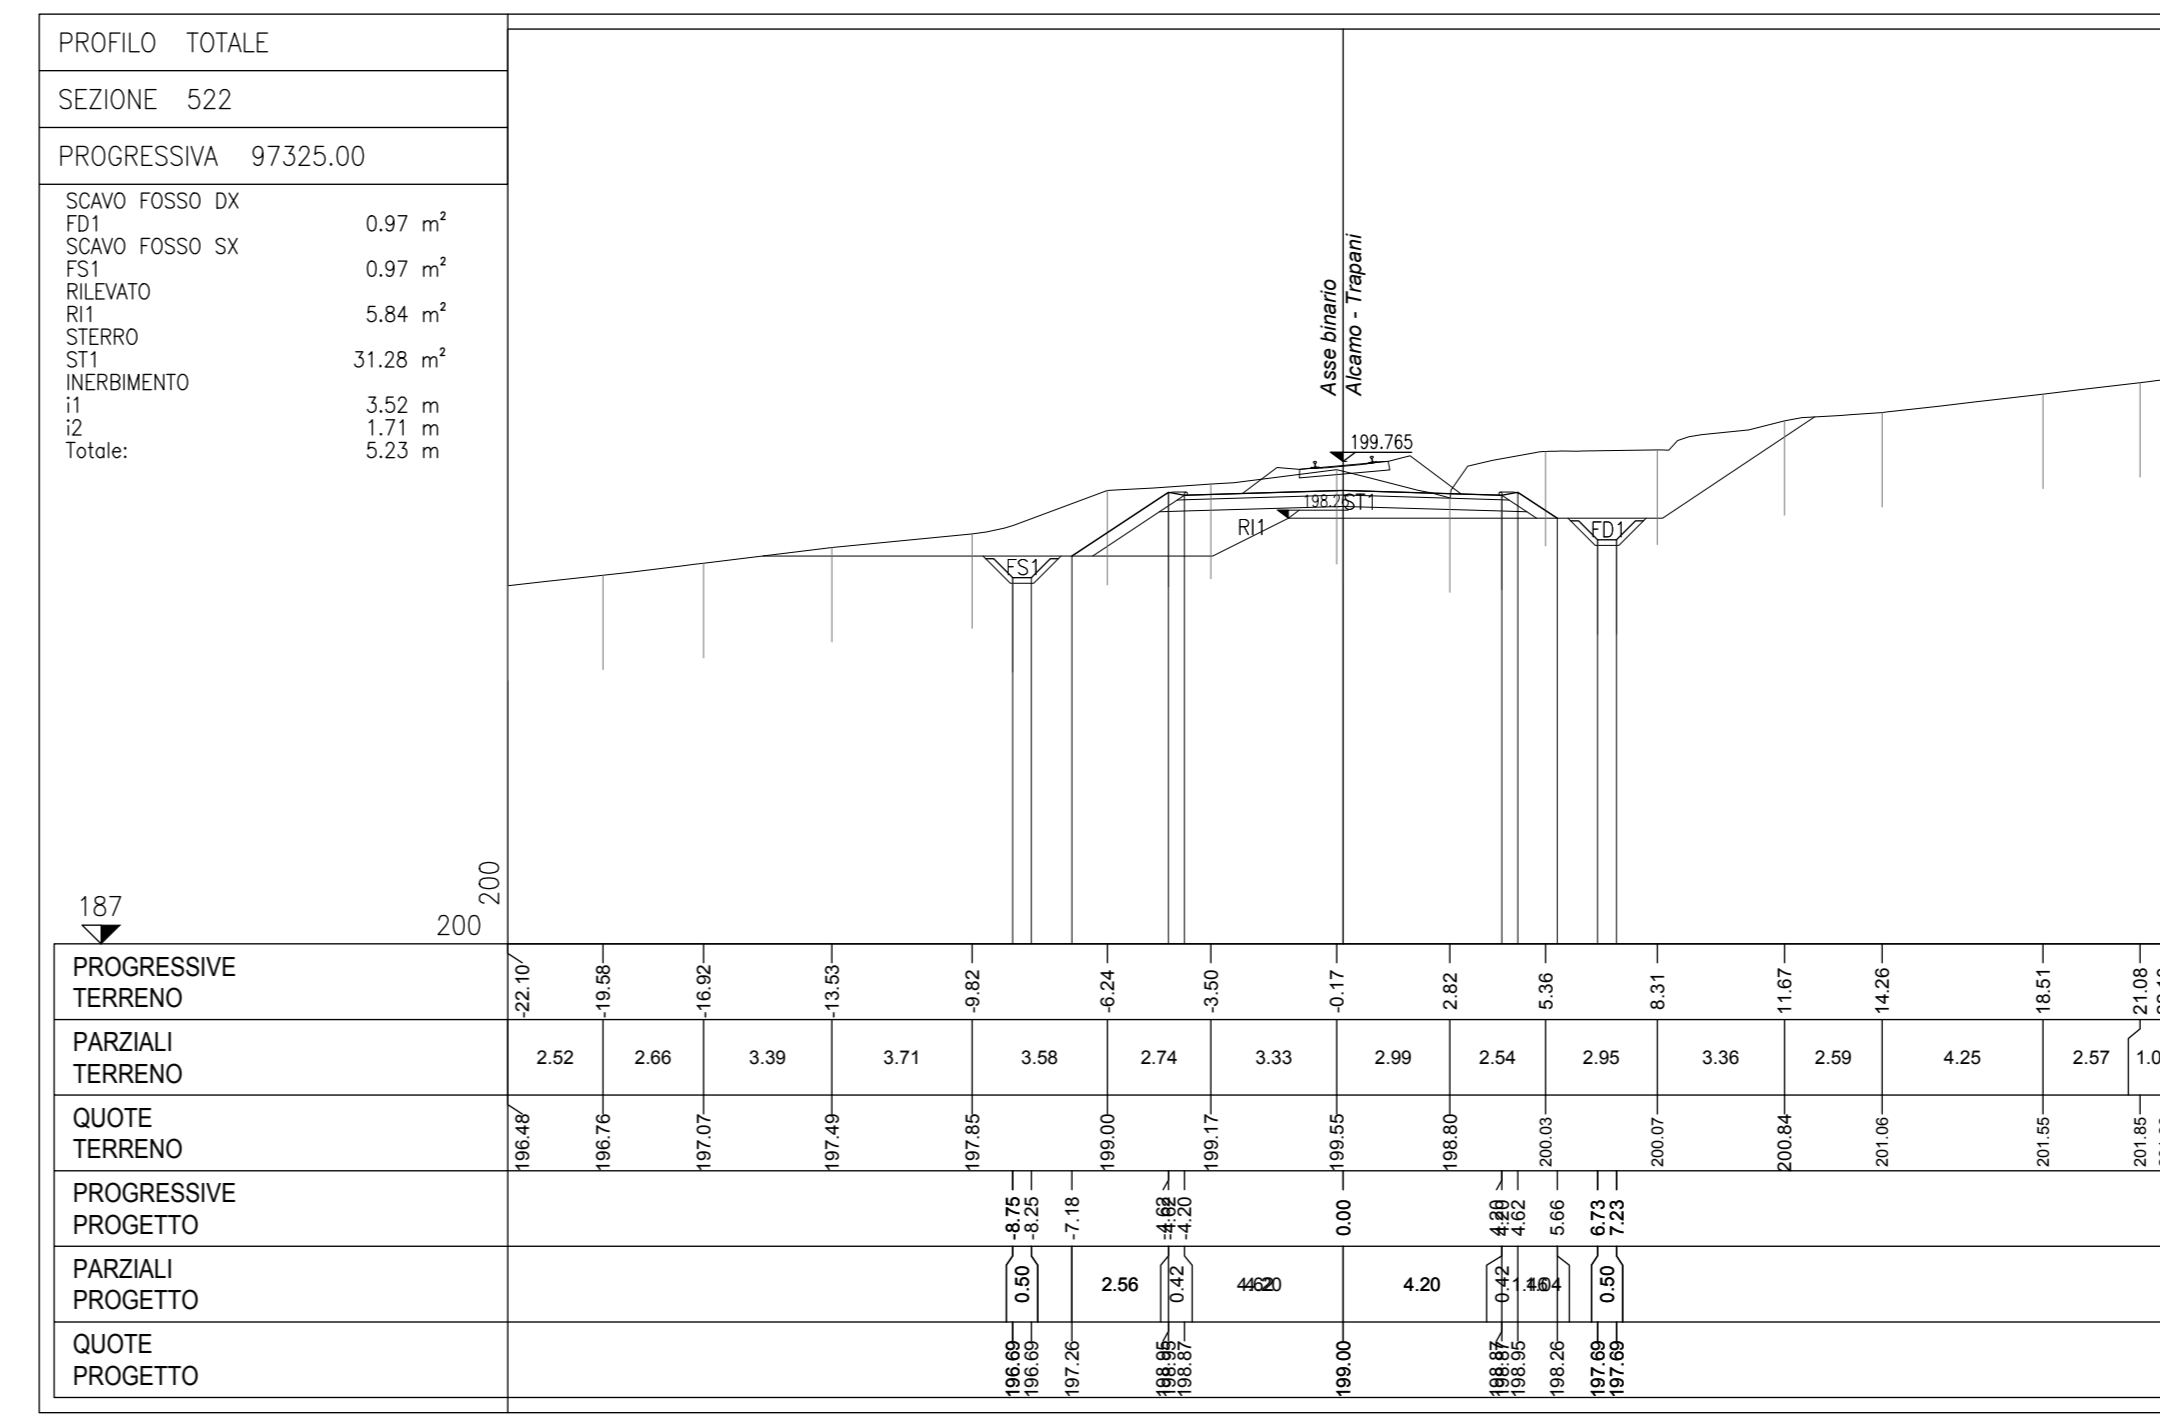 PROFILO TOTALE
SEZIONE 522
PROGRESSIVA 97325.00
SCAVO FOSSO DX
FD1 0.97 m²
SCAVO FOSSO SX
FS1 0.97 m²
RILEVATO
RI1 5.84 m²
STERRO
ST1 31.28 m²
INERBIMENTO
i1 3.52 m
i2 1.71 m
Totale: 5.23 m
Asse binario
Alcamo - Trapani
199.765
ST1
RI1
FD1
FS1
200
187
200
PROGRESSIVE
TERRENO
-22.10 -19.58 -16.92 -13.53 -9.82 -6.24 -3.50 -0.17 2.82 5.36 8.31 11.67 14.26 18.51 21.08
PARZIALI
TERRENO
2.52 2.66 3.39 3.71 3.58 2.74 3.33 2.99 2.54 2.95 3.36 2.59 4.25 2.57
QUOTE
TERRENO
196.48 196.76 197.07 197.49 197.85 199.00 199.17 199.55 198.80 200.03 200.07 200.84 201.06 201.55 201.85
PROGRESSIVE
PROGETTO
-8.75 -8.25 -7.18 -4.62 -4.20 0.00 4.20 4.62 5.66 6.73 7.23
PARZIALI
PROGETTO
0.50 2.56 0.42 4.20 0.42 0.50
QUOTE
PROGETTO
196.69 196.69 197.26 198.95 198.87 199.00 198.87 198.95 198.26 197.69 197.69